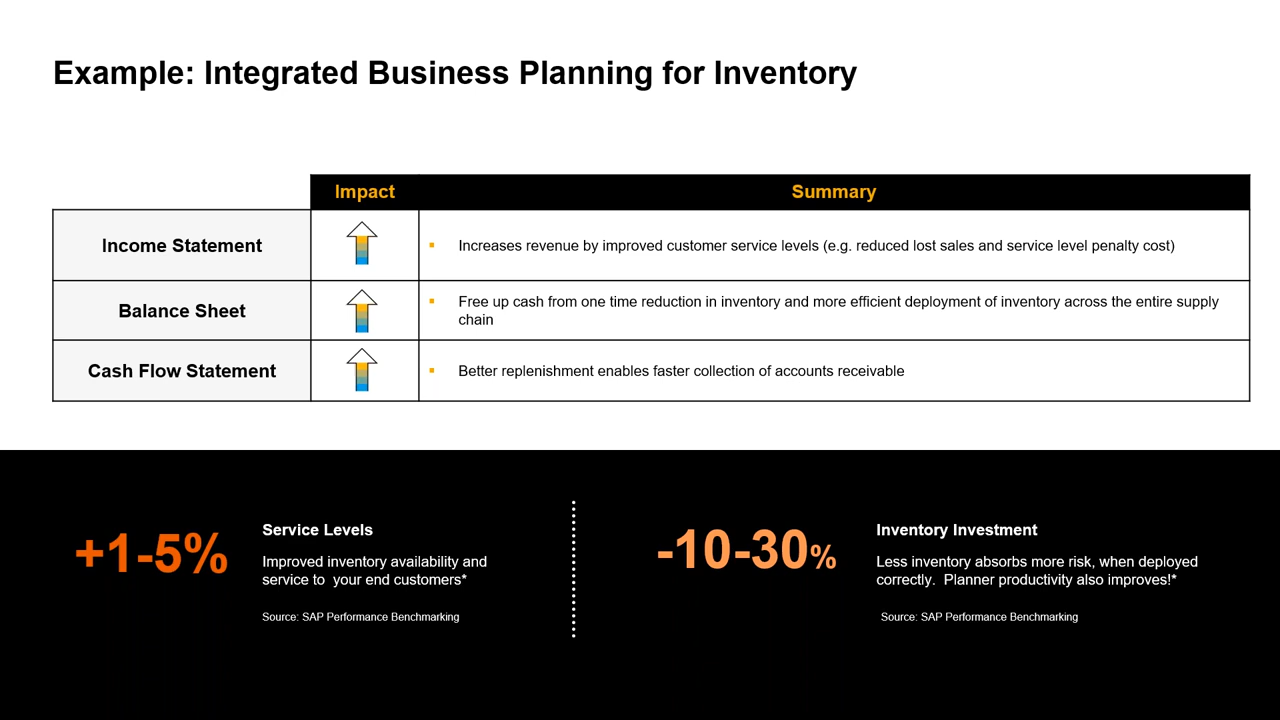 Example: Integrated Business Planning for Inventory
Impact
Summary
Income Statement
▪ Increases revenue by improved customer service levels (e.g. reduced lost sales and service level penalty cost)
Balance Sheet
▪ Free up cash from one time reduction in inventory and more efficient deployment of inventory across the entire supply
chain
Cash Flow Statement
▪ Better replenishment enables faster collection of accounts receivable
+1-5%
Service Levels
Improved inventory availability and
service to  your end customers*
Source: SAP Performance Benchmarking
-10-30%
Inventory Investment
Less inventory absorbs more risk, when deployed
correctly.  Planner productivity also improves!*
Source: SAP Performance Benchmarking